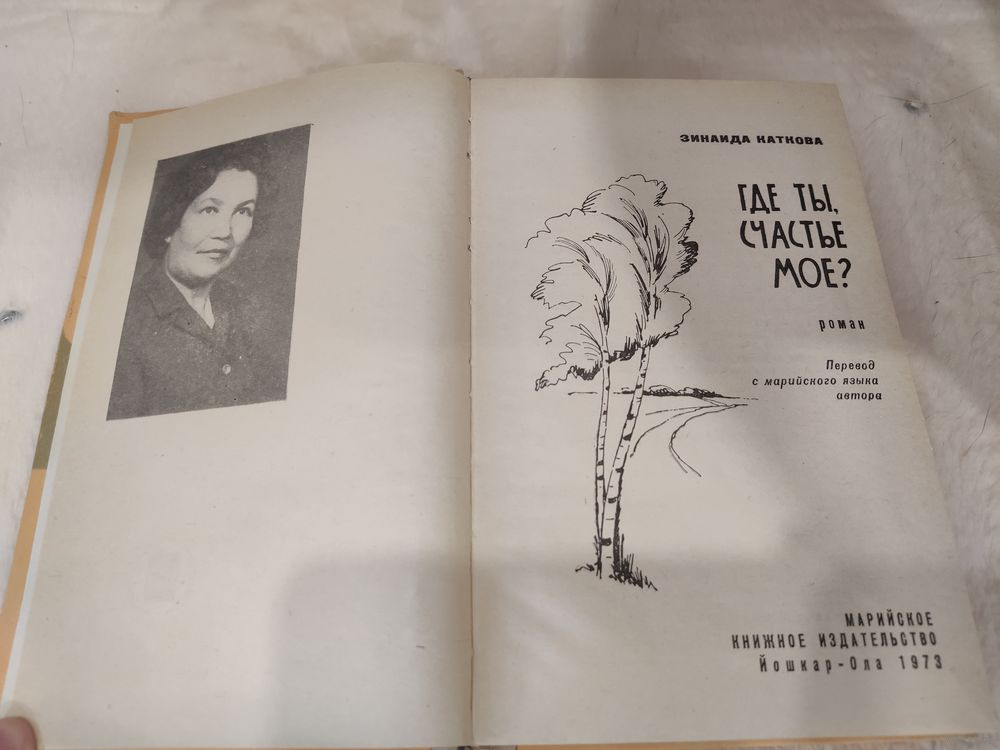 ЗИНАИДА КАТКОВА
ГДЕ ТЫ,
СЧАСТЬЕ
МОЕ?
роман
Перевод
с марийского языка
автора
МАРИЙСКОЕ
КНИЖНОЕ ИЗДАТЕЛЬСТВО
Йошкар-Ола 1973